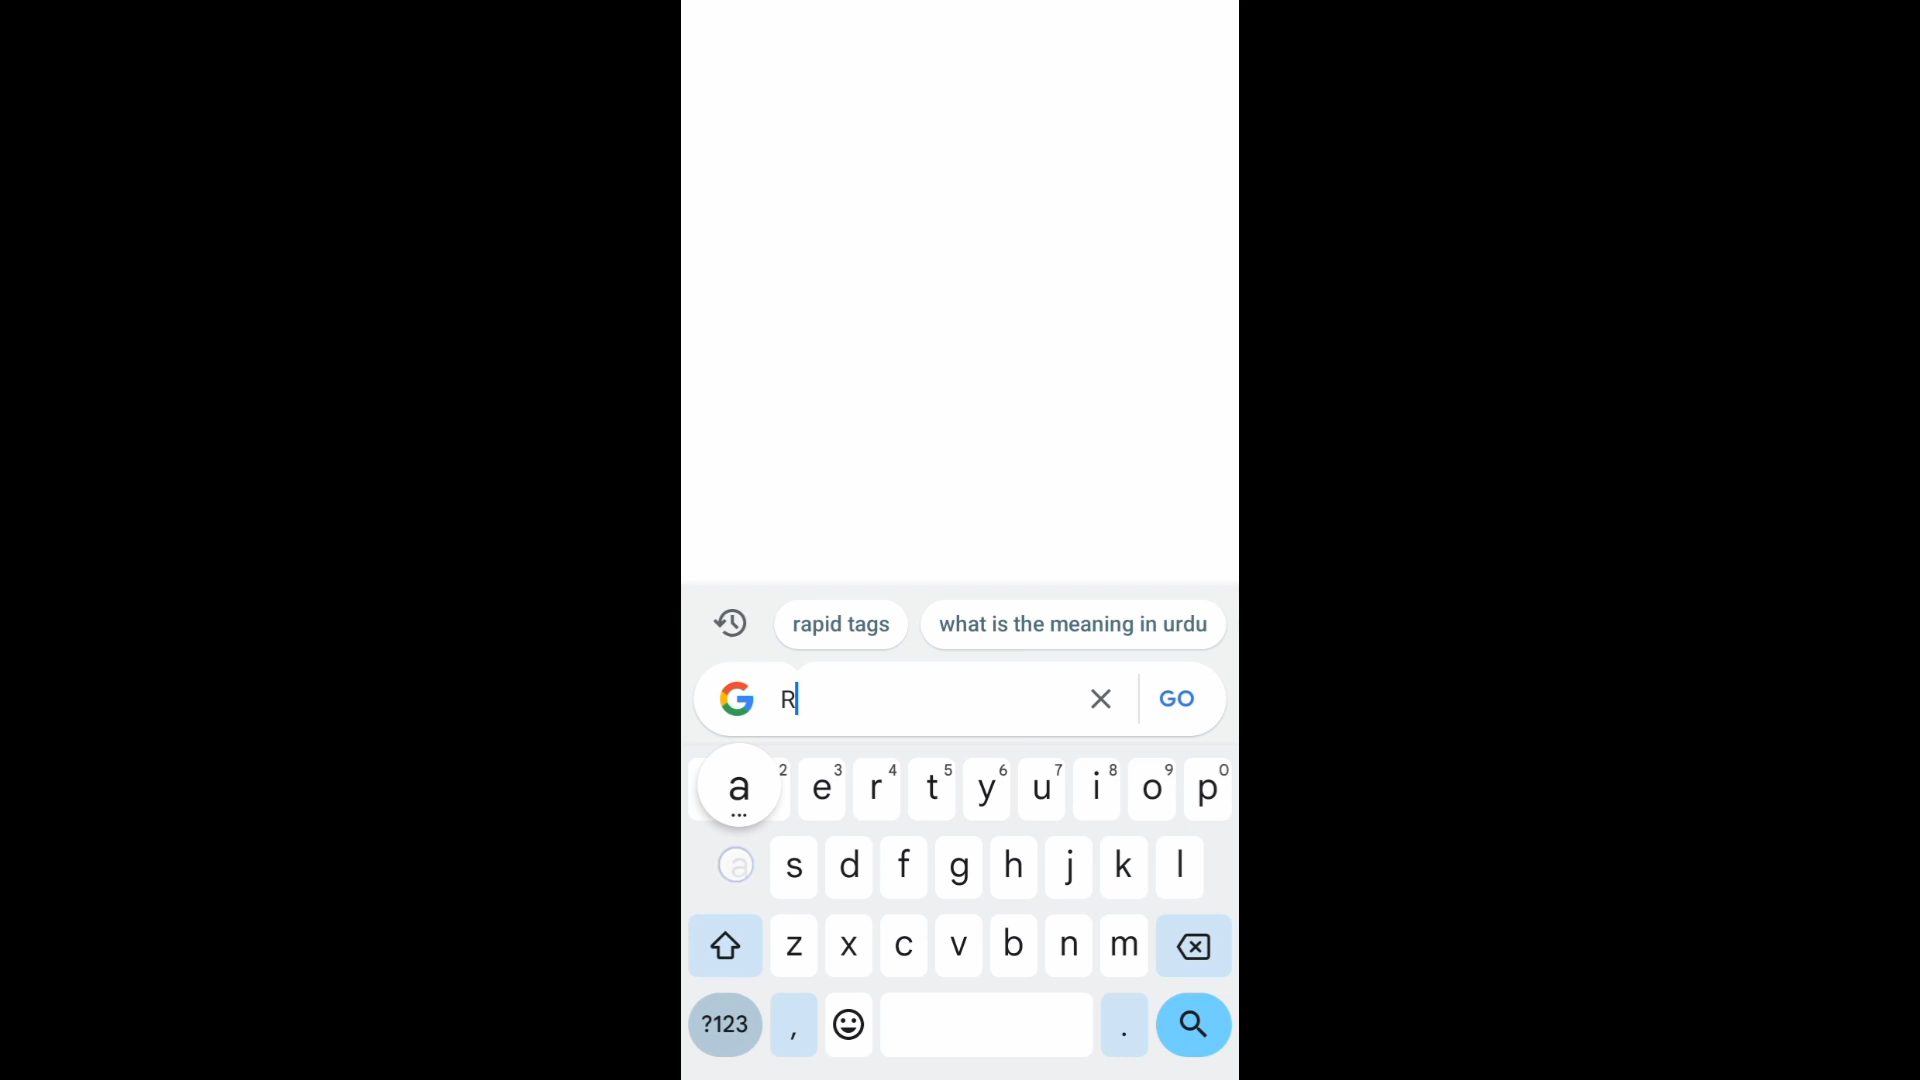 rapid tags what is the meaning in urdu
R GO
a 2 e 3 r 4 t 5 y 6 u 7 i 8 o 9 p 0
a s d f g h j k l
z x c v b n m
?123 , .